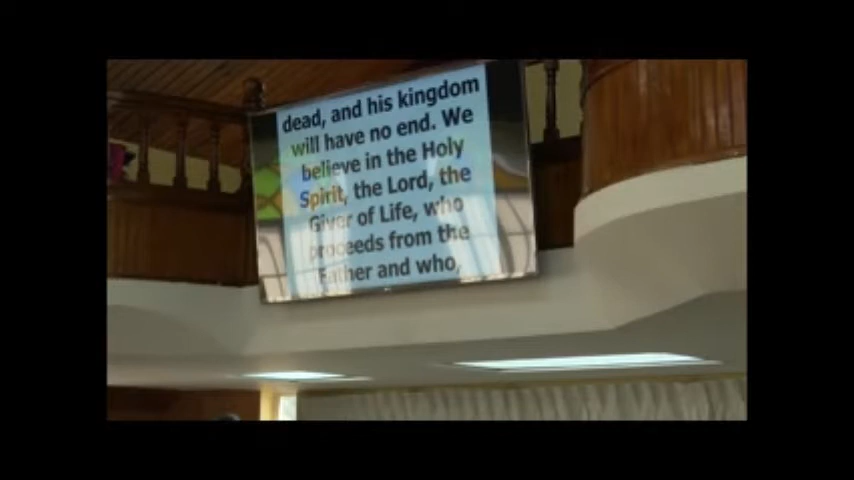 dead, and his kingdom
will have no end. We
believe in the Holy
Spirit, the Lord, the
Giver of Life, who
proceeds from the
Father and who,